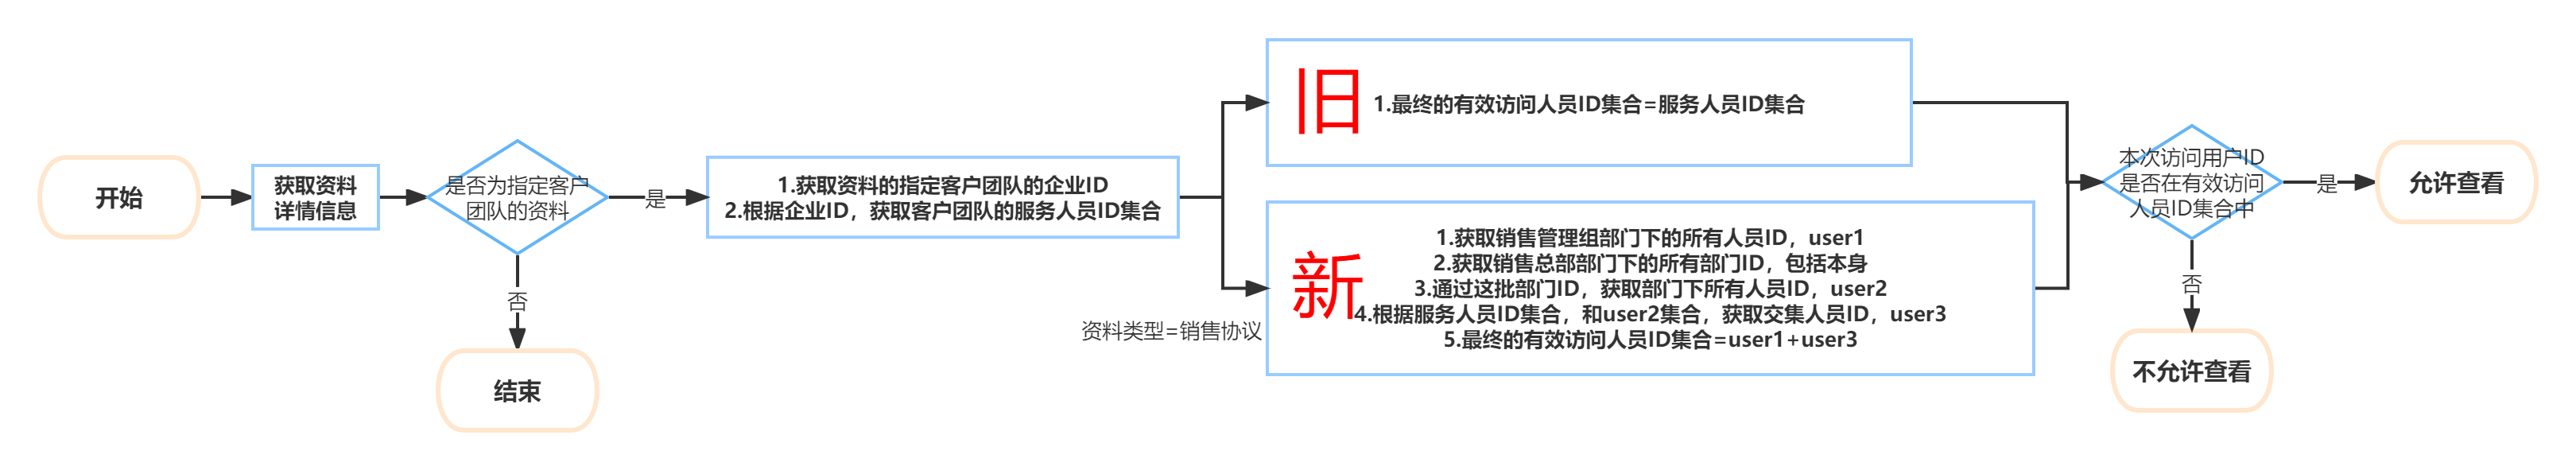 开始
获取资料
详情信息
是否为指定客户
团队的资料
是
否
结束
1.获取资料的指定客户团队的企业ID
2.根据企业ID，获取客户团队的服务人员ID集合
旧
1.最终的有效访问人员ID集合=服务人员ID集合
资料类型=销售协议
新
1.获取销售管理组部门下的所有人员ID，user1
2.获取销售总部部门下的所有部门ID，包括本身
3.通过这批部门ID，获取部门下所有人员ID，user2
4.根据服务人员ID集合，和user2集合，获取交集人员ID，user3
5.最终的有效访问人员ID集合=user1+user3
本次访问用户ID
是否在有效访问
人员ID集合中
是
允许查看
否
不允许查看